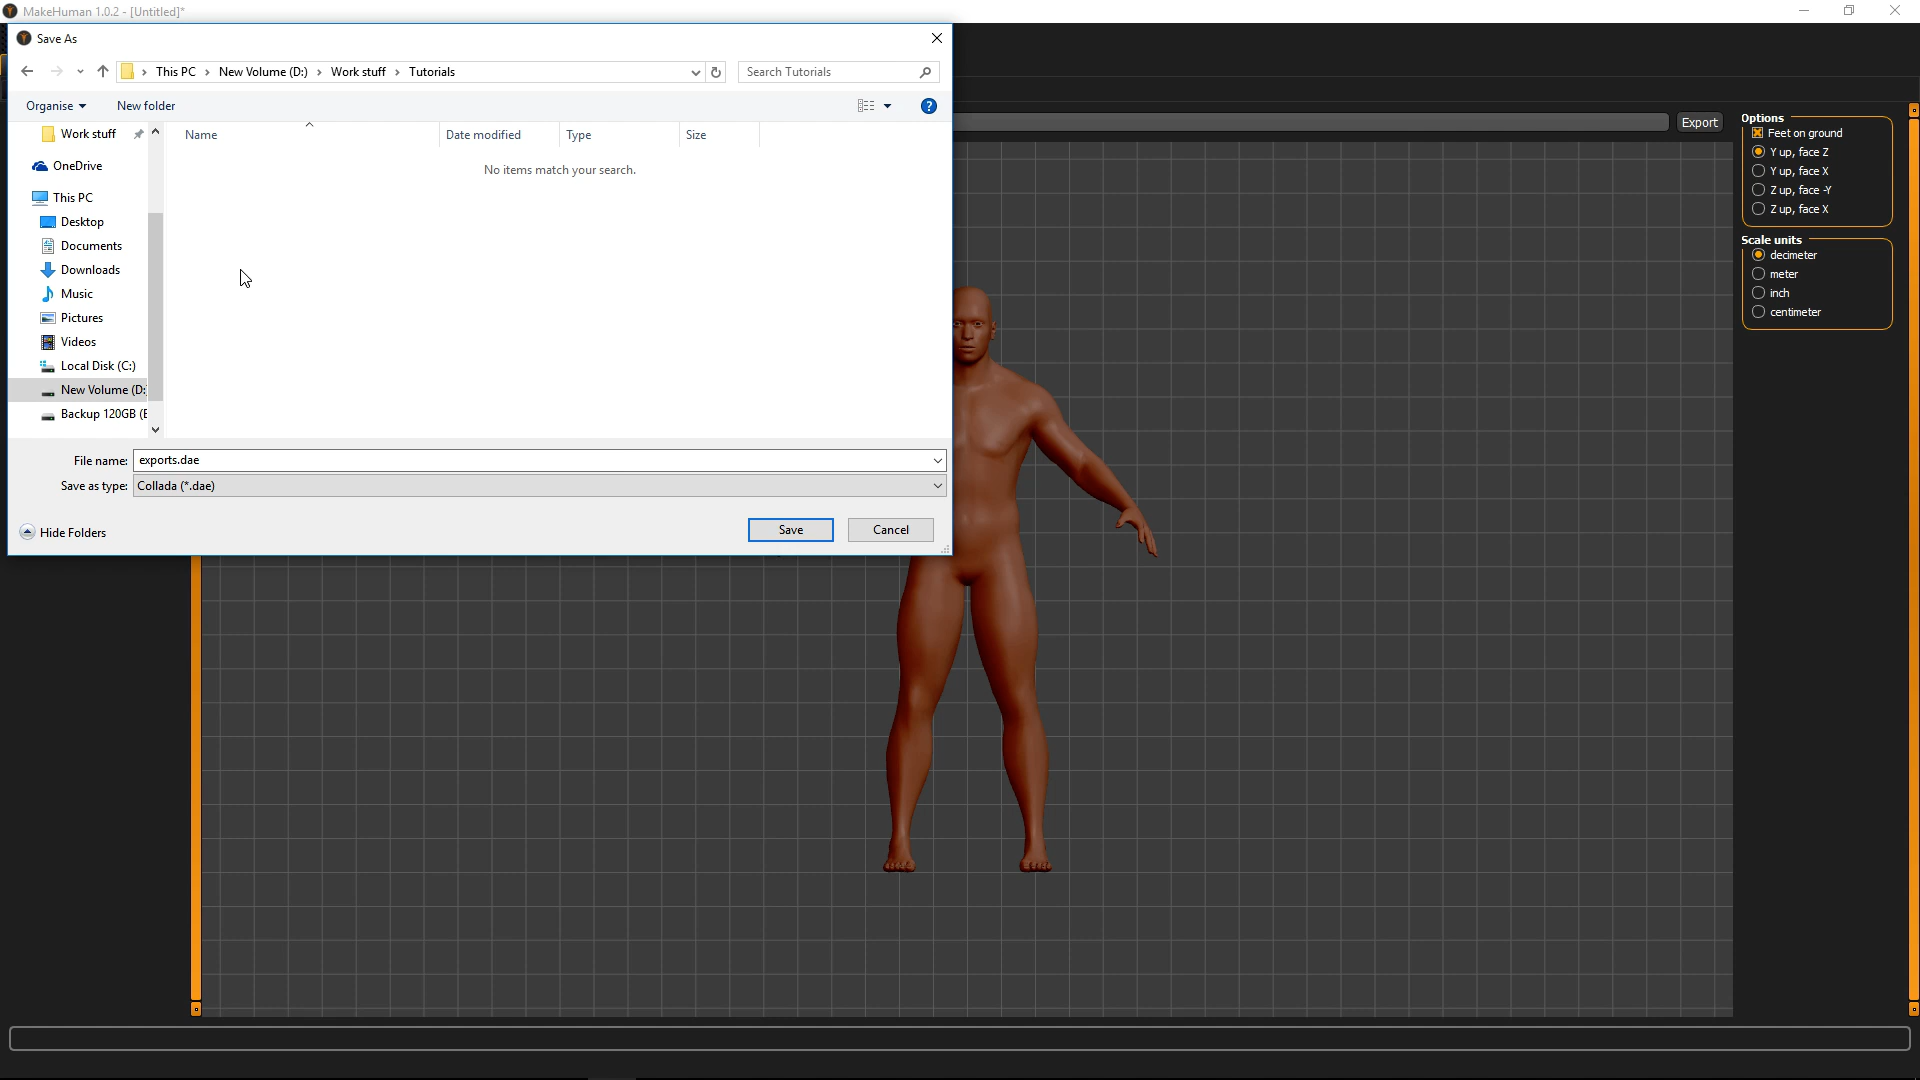 MakeHuman 1.0.2 - [Untitled]*
Save As
This PC > New Volume (D:) > Work stuff > Tutorials
Search Tutorials
Organise
New folder
Name
Date modified
Type
Size
No items match your search.
Work stuff
OneDrive
This PC
Desktop
Documents
Downloads
Music
Pictures
Videos
Local Disk (C:)
New Volume (D:
Backup 120GB (E
File name: exports.dae
Save as type: Collada (*.dae)
Hide Folders
Save
Cancel
Export
Options
Feet on ground
Y up, face Z
Y up, face X
Z up, face -Y
Z up, face X
Scale units
decimeter
meter
inch
centimeter